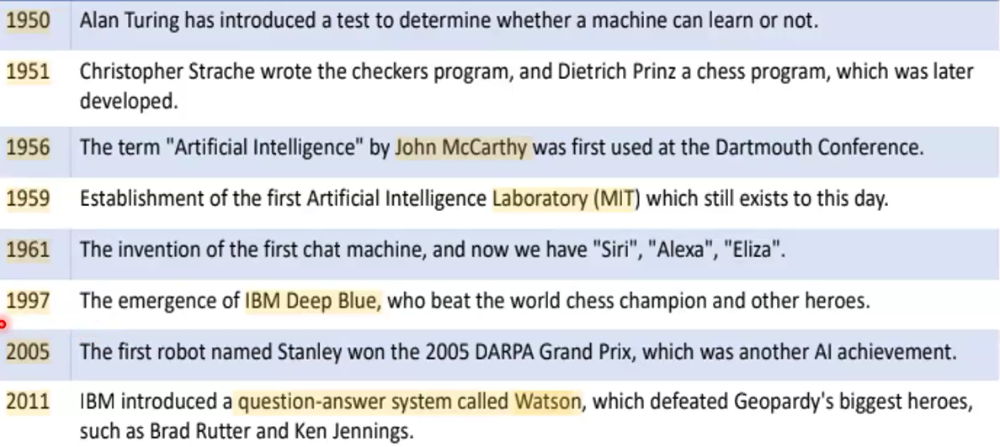 1950 Alan Turing has introduced a test to determine whether a machine can learn or not.
1951 Christopher Strache wrote the checkers program, and Dietrich Prinz a chess program, which was later
developed.
1956 The term "Artificial Intelligence" by John McCarthy was first used at the Dartmouth Conference.
1959 Establishment of the first Artificial Intelligence Laboratory (MIT) which still exists to this day.
1961 The invention of the first chat machine, and now we have "Siri", "Alexa", "Eliza".
1997 The emergence of IBM Deep Blue, who beat the world chess champion and other heroes.
2005 The first robot named Stanley won the 2005 DARPA Grand Prix, which was another AI achievement.
2011 IBM introduced a question-answer system called Watson, which defeated Geopardy's biggest heroes,
such as Brad Rutter and Ken Jennings.